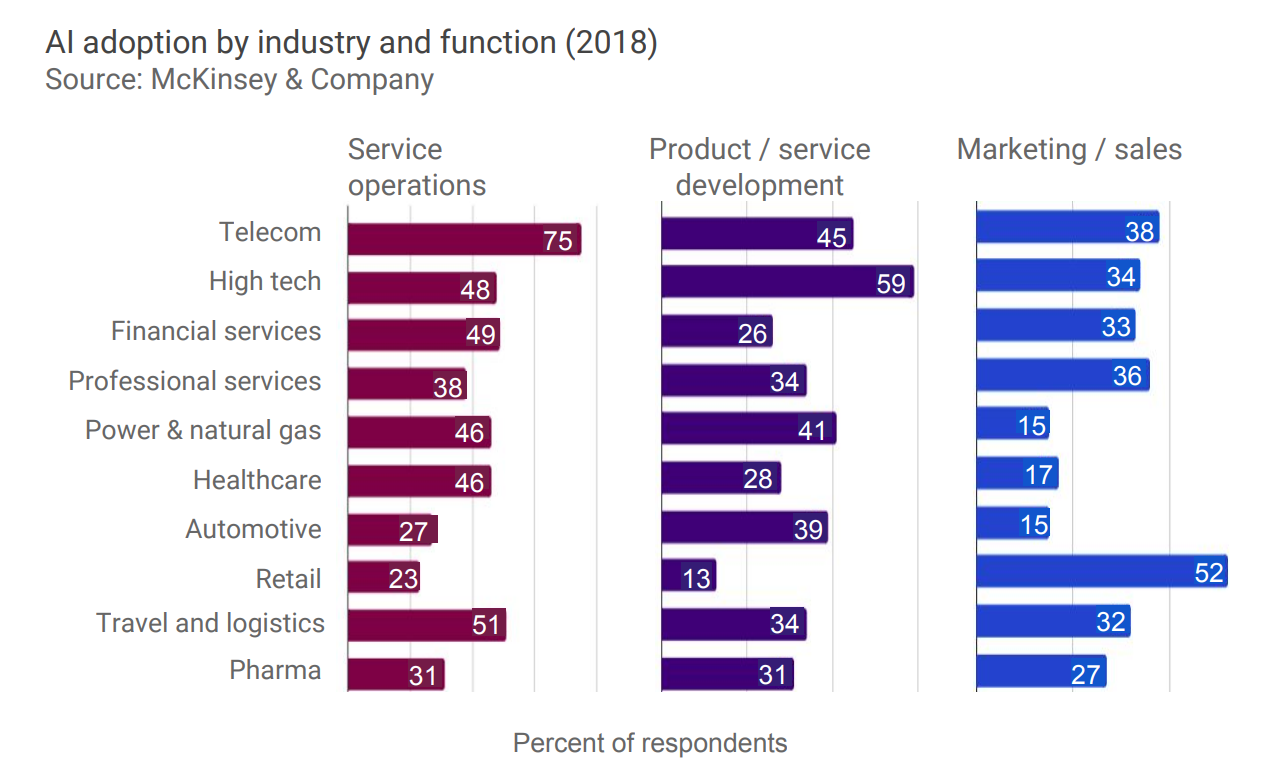 AI adoption by industry and function (2018)
Source: McKinsey & Company
Service
operations
Product / service
development
Marketing / sales
Telecom 75 45 38
High tech 48 59 34
Financial services 49 26 33
Professional services 38 34 36
Power & natural gas 46 41 15
Healthcare 46 28 17
Automotive 27 39 15
Retail 23 13 52
Travel and logistics 51 34 32
Pharma 31 31 27
Percent of respondents